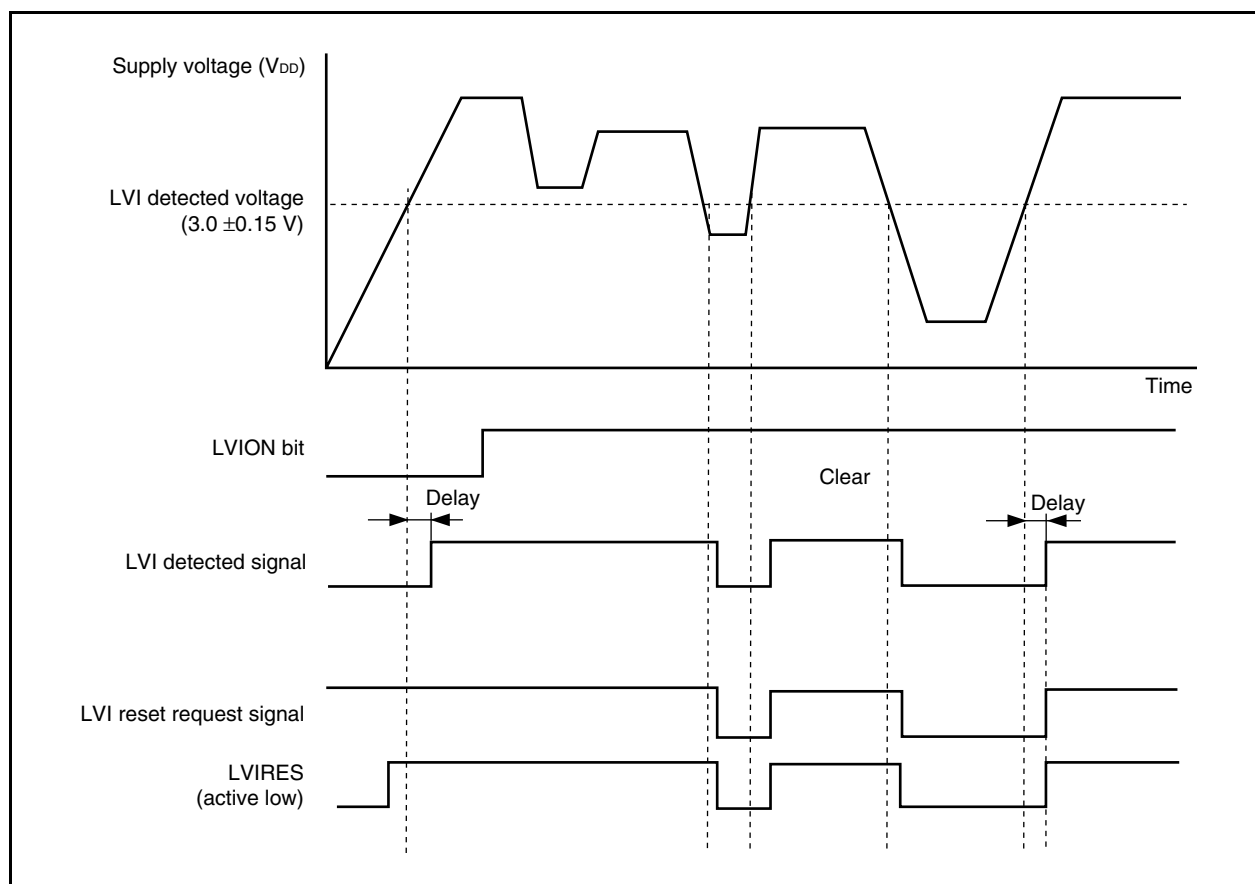 Supply voltage (VDD)
LVI detected voltage
(3.0 ±0.15 V)
Time
LVION bit
Clear
Delay
Delay
LVI detected signal
LVI reset request signal
LVIRES
(active low)